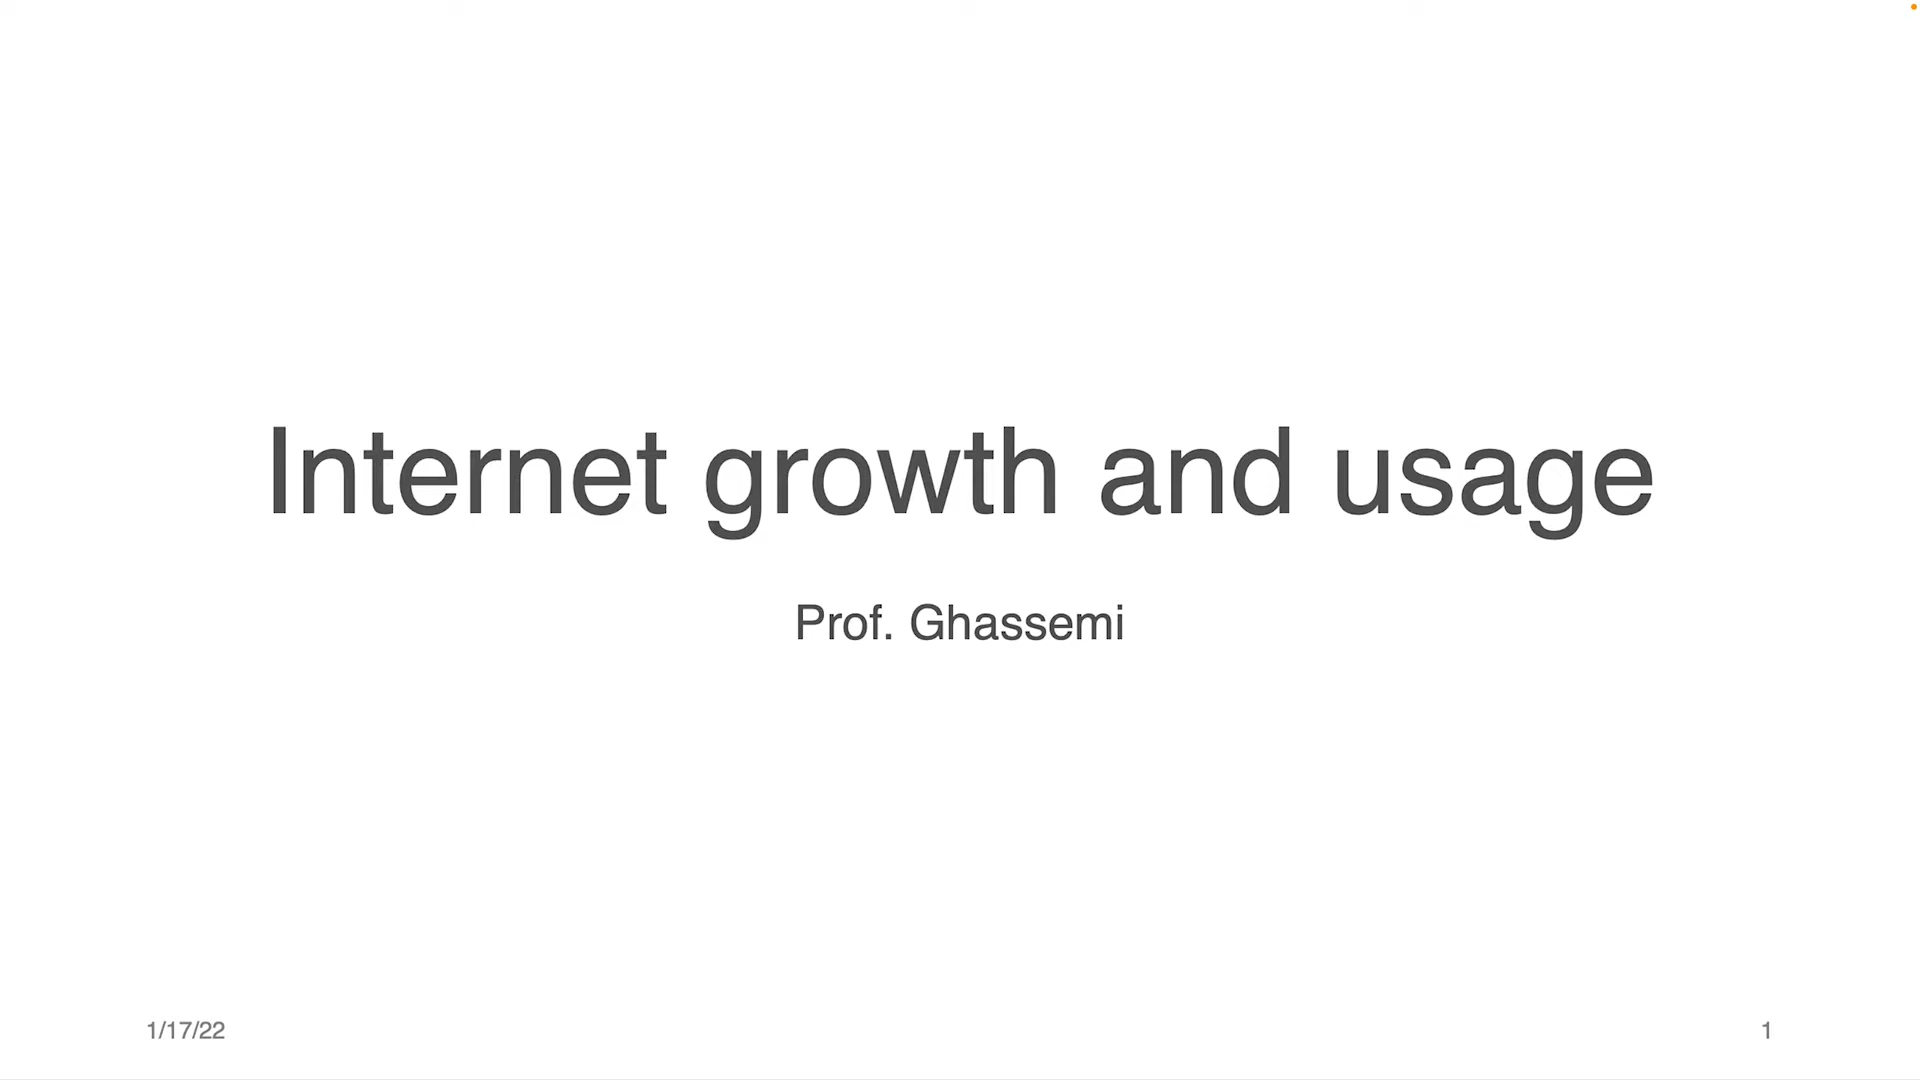 Internet growth and usage
Prof. Ghassemi
1/17/22
1